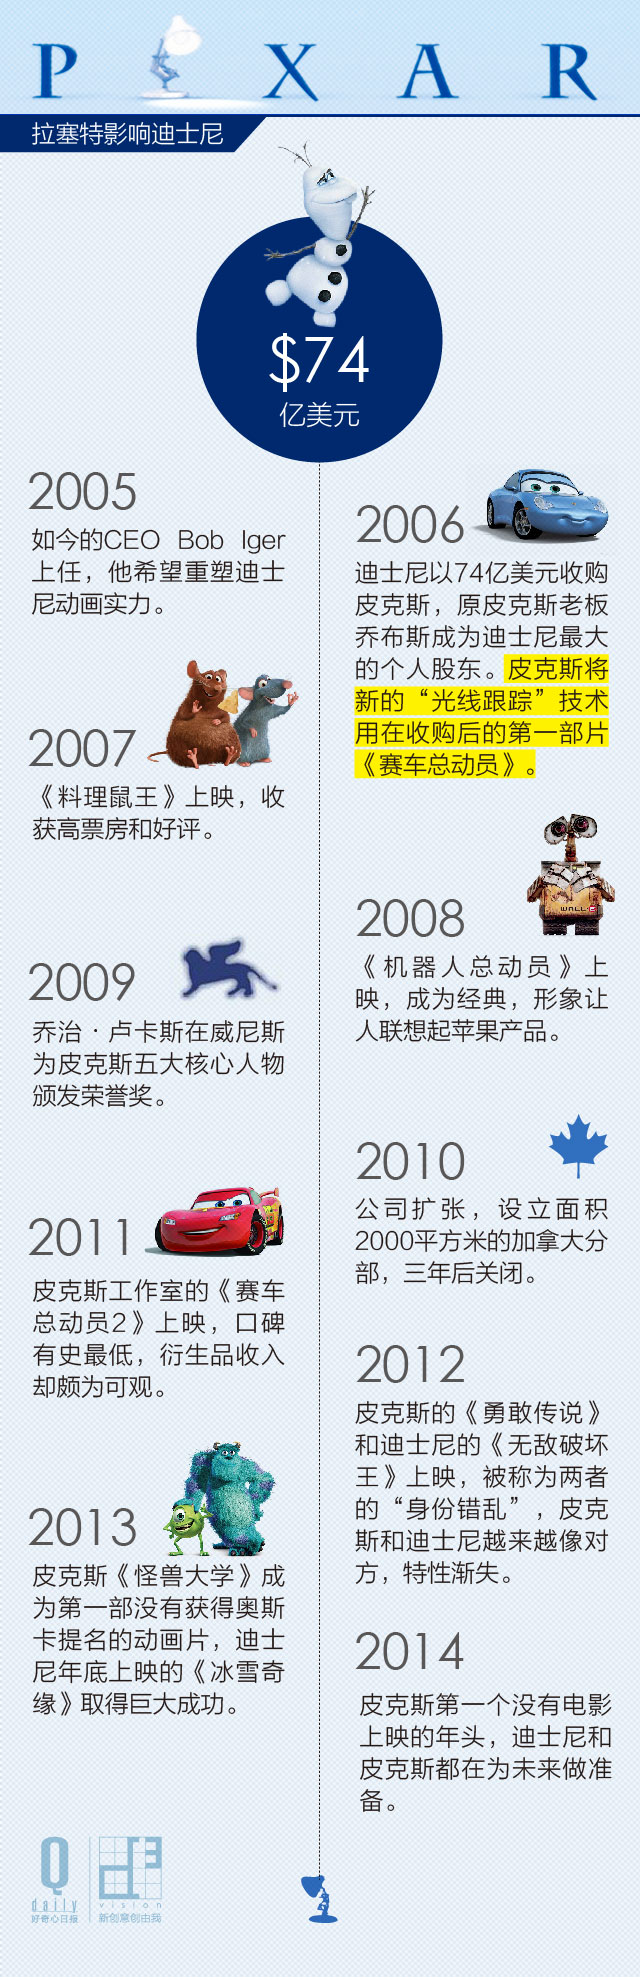 P XAR
拉塞特影响迪士尼
$74
亿美元
2005
如今的CEO Bob Iger
上任，他希望重塑迪士
尼动画实力。
2006
迪士尼以74亿美元收购
皮克斯，原皮克斯老板
乔布斯成为迪士尼最大
的个人股东。皮克斯将
新的“光线跟踪”技术
用在收购后的第一部片
《赛车总动员》。
2007
《料理鼠王》上映，收
获高票房和好评。
2008
WALL·E
《机器人总动员》上
映，成为经典，形象让
人联想起苹果产品。
2009
乔治·卢卡斯在威尼斯
为皮克斯五大核心人物
颁发荣誉奖。
2010
公司扩张，设立面积
2000平方米的加拿大分
部，三年后关闭。
2011
皮克斯工作室的《赛车
总动员2》上映，口碑
有史最低，衍生品收入
却颇为可观。
2012
皮克斯的《勇敢传说》
和迪士尼的《无敌破坏
王》上映，被称为两者
的“身份错乱”，皮克
斯和迪士尼越来越像对
方，特性渐失。
2013
皮克斯《怪兽大学》成
为第一部没有获得奥斯
卡提名的动画片，迪士
尼年底上映的《冰雪奇
缘》取得巨大成功。
2014
皮克斯第一个没有电影
上映的年头，迪士尼和
皮克斯都在为未来做准
备。
Q
daily
好奇心日报
vision
新创意创由我